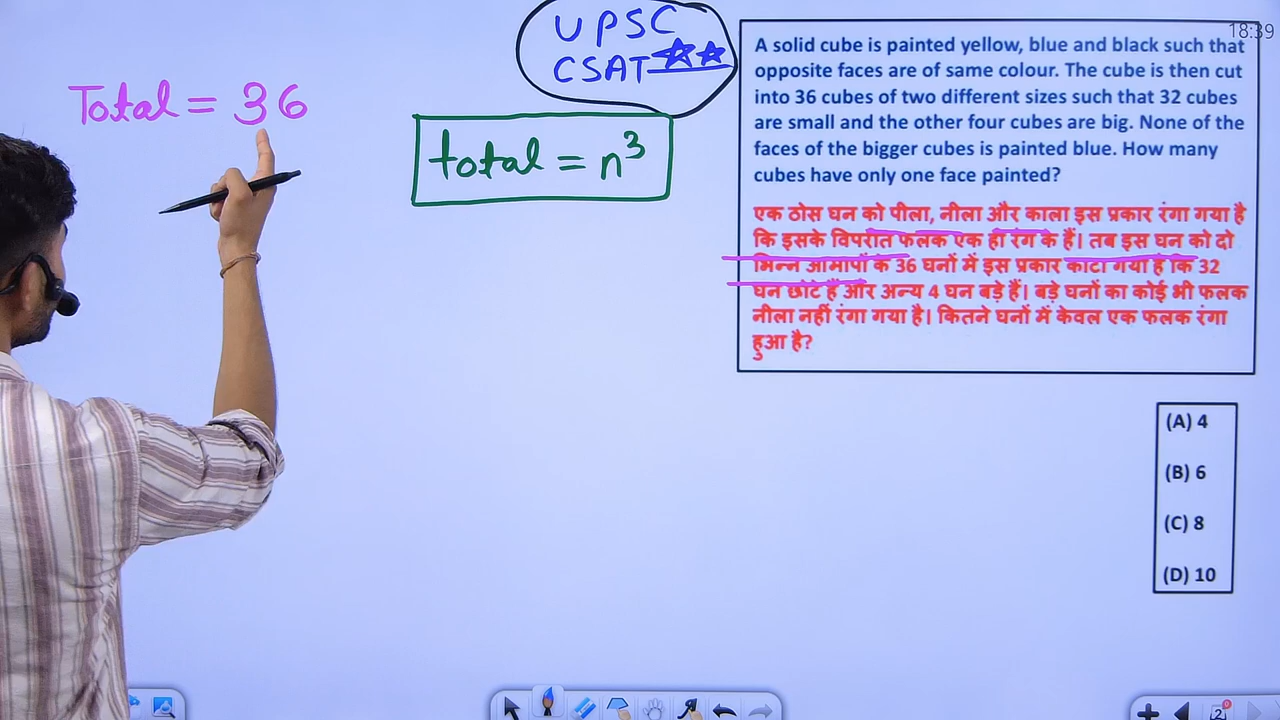 UPSC
CSAT
Total = 36
total = n³
18:39
A solid cube is painted yellow, blue and black such that
opposite faces are of same colour. The cube is then cut
into 36 cubes of two different sizes such that 32 cubes
are small and the other four cubes are big. None of the
faces of the bigger cubes is painted blue. How many
cubes have only one face painted?
एक ठोस घन को पीला, नीला और काला इस प्रकार रंगा गया है
कि इसके विपरीत फलक एक ही रंग के हैं। तब इस घन को दो
भिन्न आमापों के 36 घनों में इस प्रकार काटा गया है कि 32
घन छोटे हैं और अन्य 4 घन बड़े हैं। बड़े घनों का कोई भी फलक
नीला नहीं रंगा गया है। कितने घनों में केवल एक फलक रंगा
हुआ है?
(A) 4
(B) 6
(C) 8
(D) 10
2